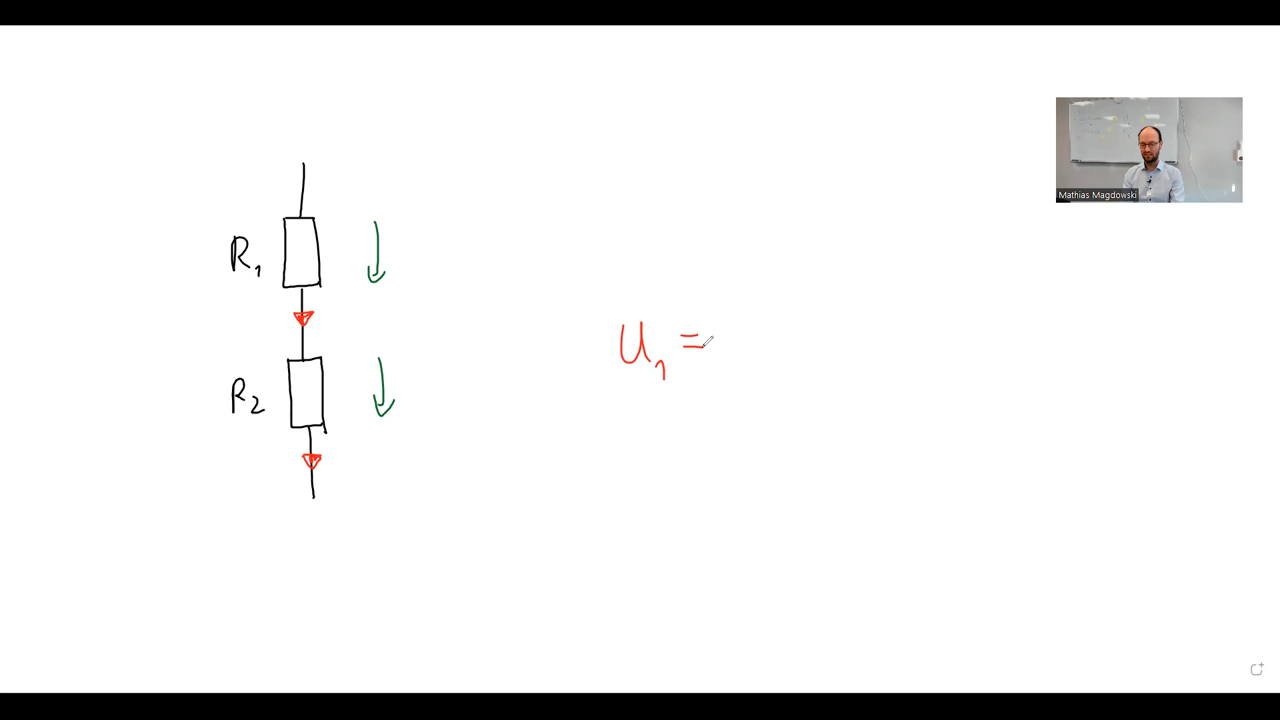 R₁
R₂
U₁ =
Mathias Magdowski